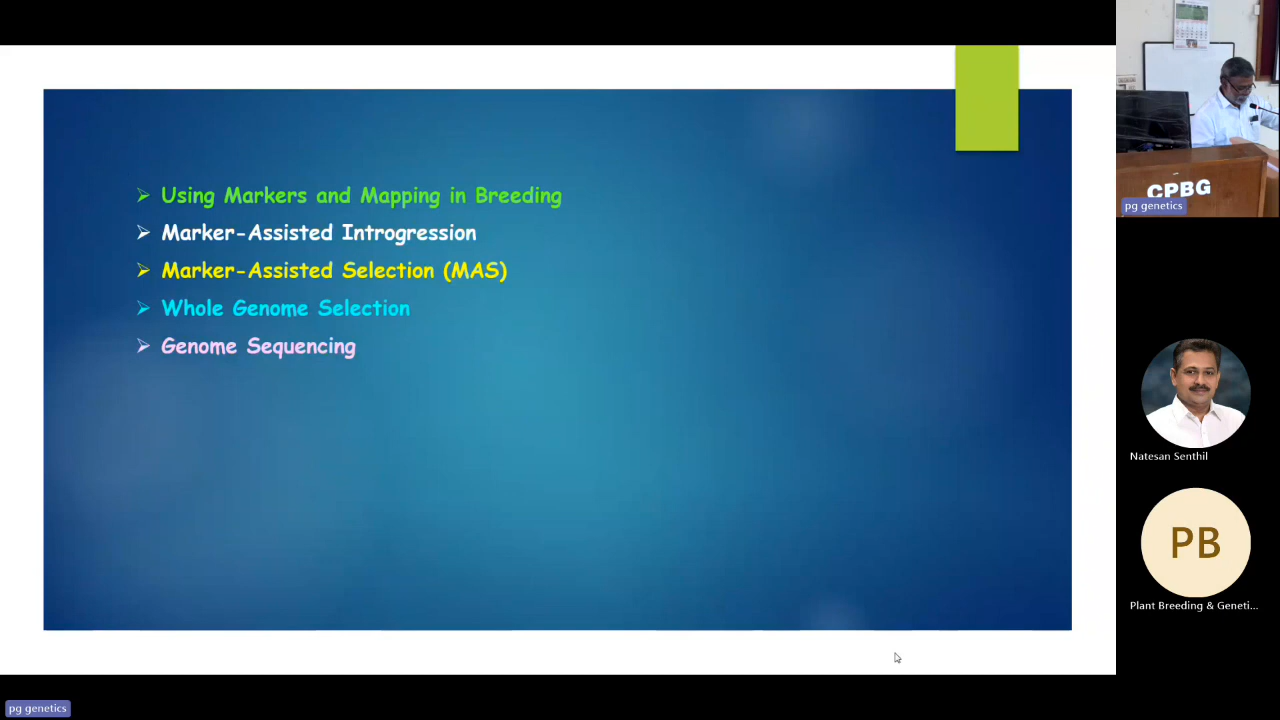 Using Markers and Mapping in Breeding
Marker-Assisted Introgression
Marker-Assisted Selection (MAS)
Whole Genome Selection
Genome Sequencing
CPBG
pg genetics
Natesan Senthil
PB
Plant Breeding & Geneti...
pg genetics